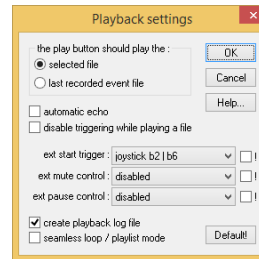 Playback settings
the play button should play the :
selected file
last recorded event file
OK
Cancel
Help...
automatic echo
disable triggering while playing a file
ext start trigger : joystick b2 | b6 !
ext mute control : disabled !
ext pause control : disabled !
create playback log file
seamless loop / playlist mode
Default!